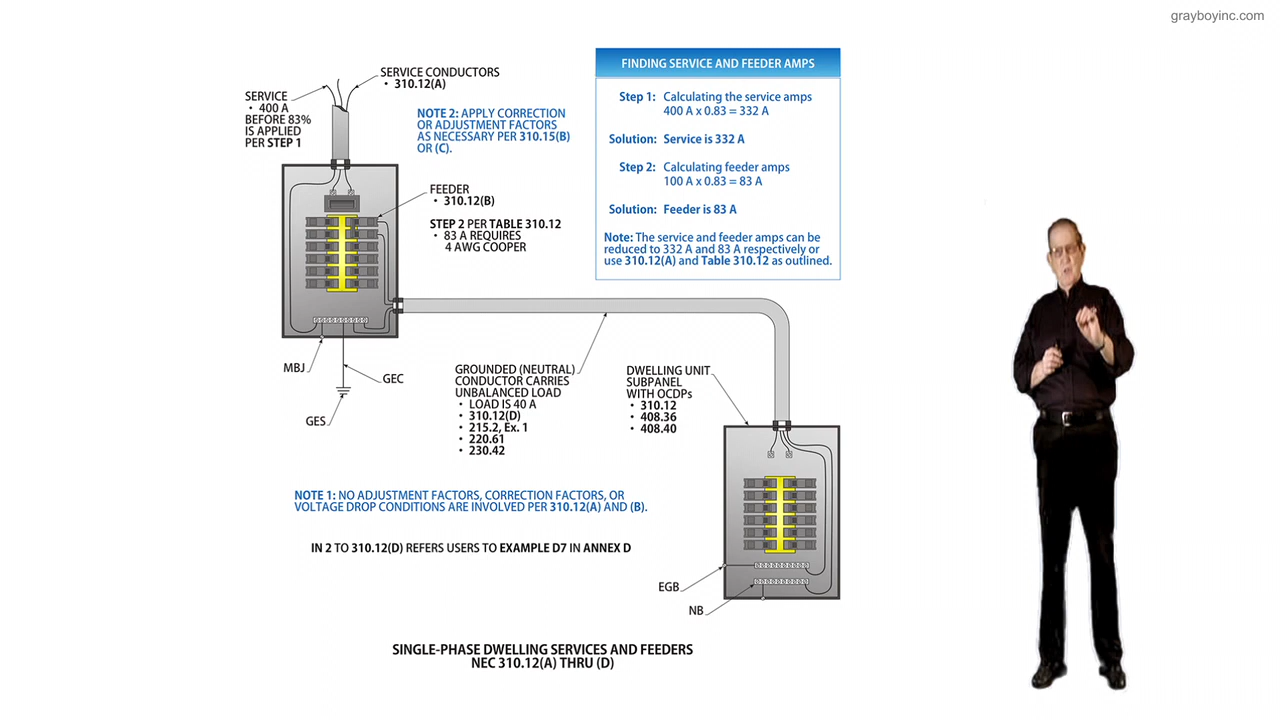 grayboyinc.com
SERVICE CONDUCTORS
• 310.12(A)
SERVICE
• 400 A
BEFORE 83%
IS APPLIED
PER STEP 1
NOTE 2: APPLY CORRECTION
OR ADJUSTMENT FACTORS
AS NECESSARY PER 310.15(B)
OR (C).
FINDING SERVICE AND FEEDER AMPS
Step 1: Calculating the service amps
400 A x 0.83 = 332 A
Solution: Service is 332 A
Step 2: Calculating feeder amps
100 A x 0.83 = 83 A
Solution: Feeder is 83 A
Note: The service and feeder amps can be
reduced to 332 A and 83 A respectively or
use 310.12(A) and Table 310.12 as outlined.
FEEDER
• 310.12(B)
STEP 2 PER TABLE 310.12
• 83 A REQUIRES
4 AWG COOPER
MBJ
GEC
GES
GROUNDED (NEUTRAL)
CONDUCTOR CARRIES
UNBALANCED LOAD
• LOAD IS 40 A
• 310.12(D)
• 215.2, Ex. 1
• 220.61
• 230.42
DWELLING UNIT
SUBPANEL
WITH OCDPs
• 310.12
• 408.36
• 408.40
NOTE 1: NO ADJUSTMENT FACTORS, CORRECTION FACTORS, OR
VOLTAGE DROP CONDITIONS ARE INVOLVED PER 310.12(A) AND (B).
IN 2 TO 310.12(D) REFERS USERS TO EXAMPLE D7 IN ANNEX D
EGB
NB
SINGLE-PHASE DWELLING SERVICES AND FEEDERS
NEC 310.12(A) THRU (D)